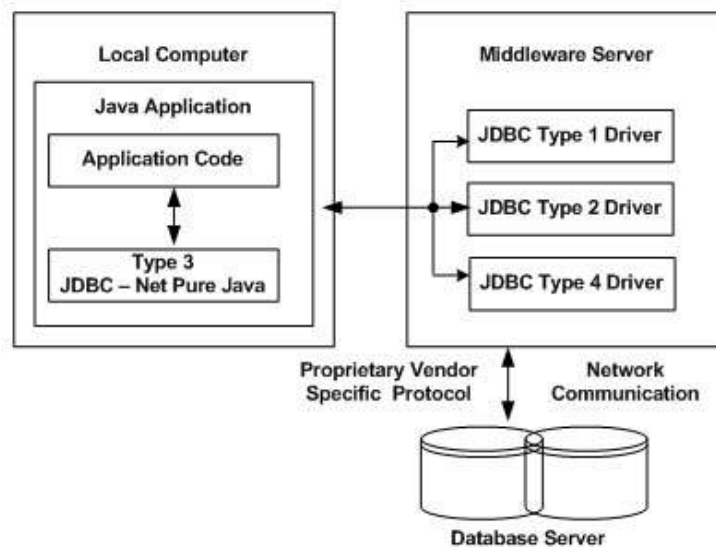 Local Computer
Java Application
Application Code
Type 3
JDBC – Net Pure Java
Middleware Server
JDBC Type 1 Driver
JDBC Type 2 Driver
JDBC Type 4 Driver
Proprietary Vendor
Specific Protocol
Network
Communication
Database Server